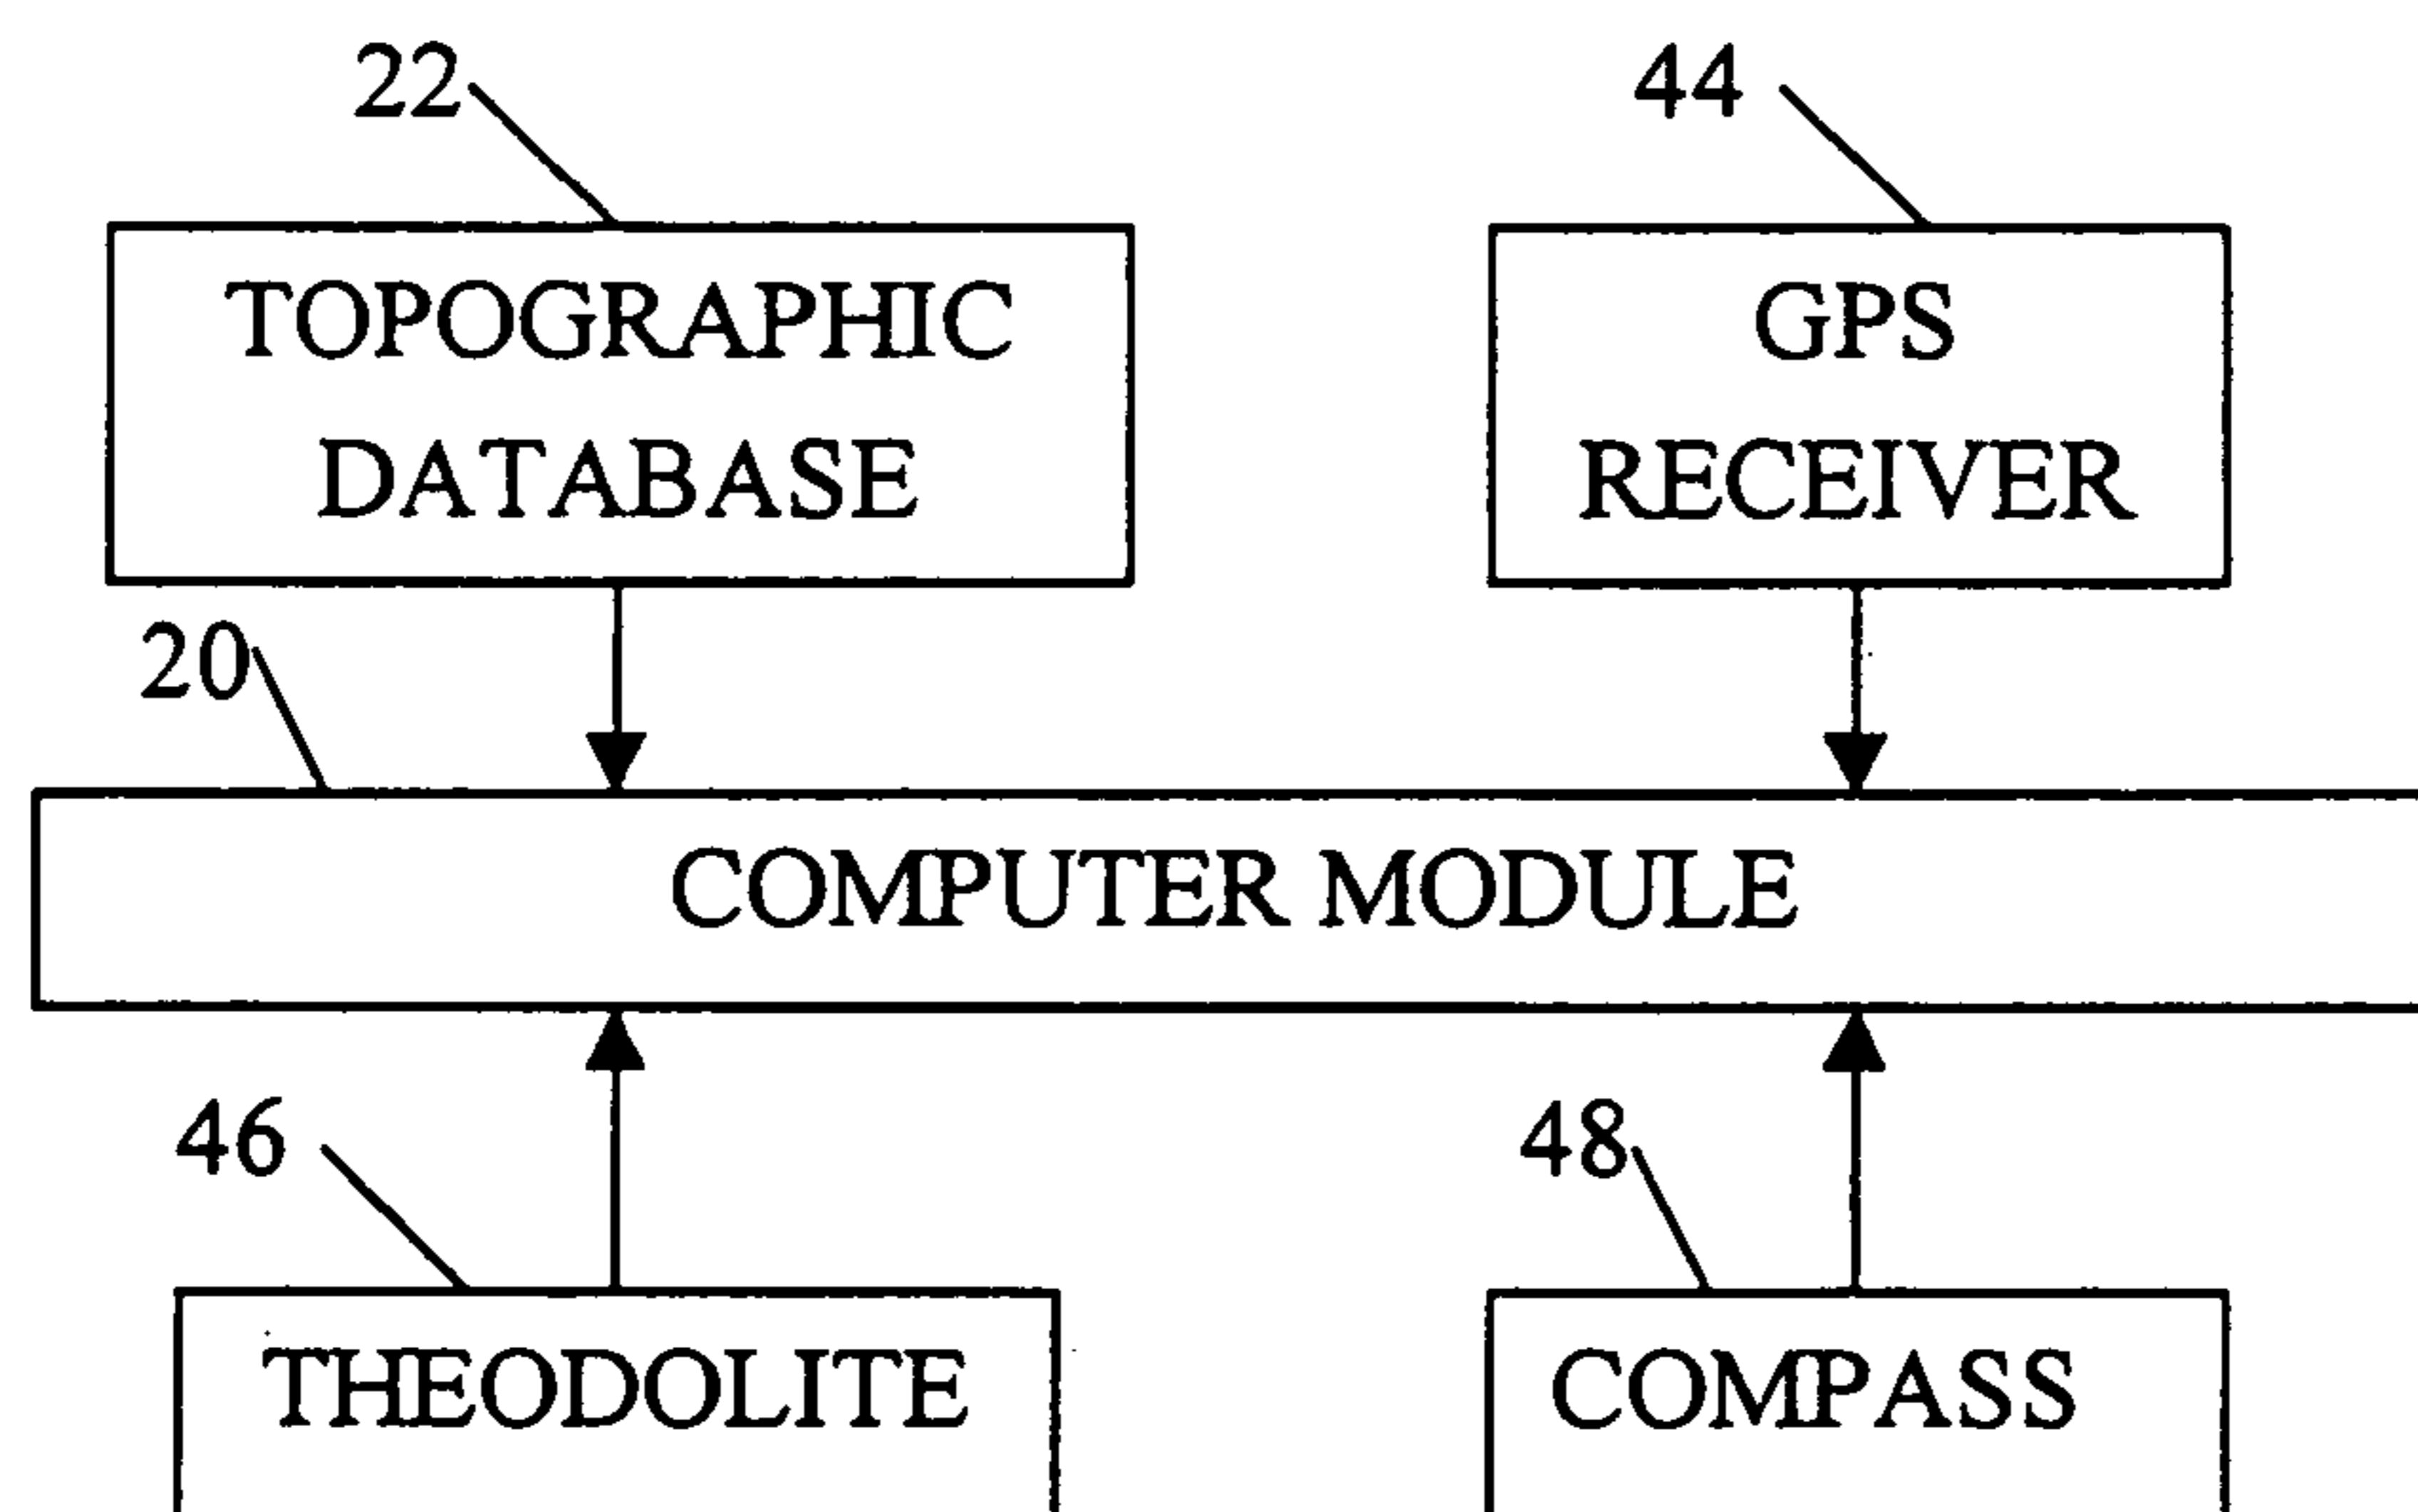 22
44
TOPOGRAPHIC
DATABASE
GPS
RECEIVER
20
COMPUTER MODULE
46
48
THEODOLITE
COMPASS